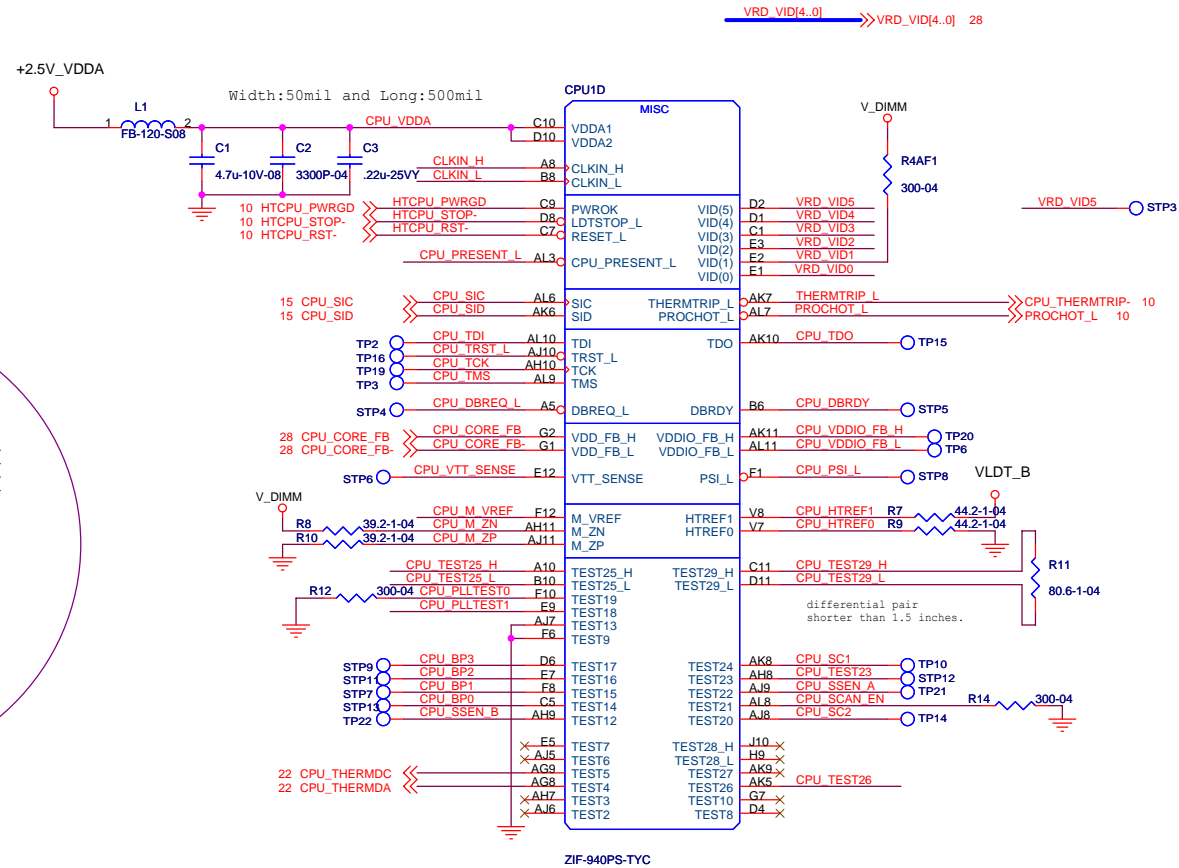 VRD_VID[4..0] VRD_VID[4..0] 28
+2.5V_VDDA
Width:50mil and Long:500mil
CPU1D
MISC
V_DIMM
L1
1 2
FB-120-S08
CPU_VDDA
C10 VDDA1
D10 VDDA2
C1 C2 C3
4.7u-10V-08 3300P-04 .22u-25VY
R4AF1
300-04
CLKIN_H A8 CLKIN_H
CLKIN_L B8 CLKIN_L
10 HTCPU_PWRGD HTCPU_PWRGD C9 PWROK
10 HTCPU_STOP- HTCPU_STOP- D8 LDTSTOP_L
10 HTCPU_RST- HTCPU_RST- C7 RESET_L
CPU_PRESENT_L AL3 CPU_PRESENT_L
VID(5) D2 VRD_VID5
VID(4) D1 VRD_VID4
VID(3) C1 VRD_VID3
VID(2) E3 VRD_VID2
VID(1) E2 VRD_VID1
VID(0) E1 VRD_VID0
VRD_VID5 STP3
15 CPU_SIC CPU_SIC AL6 SIC
15 CPU_SID CPU_SID AK6 SID
THERMTRIP_L AK7 THERMTRIP_L CPU_THERMTRIP- 10
PROCHOT_L AL7 PROCHOT_L PROCHOT_L 10
TP2 CPU_TDI AL10 TDI
TP16 CPU_TRST_L AJ10 TRST_L
TP19 CPU_TCK AH10 TCK
TP3 CPU_TMS AL9 TMS
TDO AK10 CPU_TDO TP15
STP4 CPU_DBREQ_L A5 DBREQ_L
DBRDY B6 CPU_DBRDY STP5
28 CPU_CORE_FB CPU_CORE_FB G2 VDD_FB_H
28 CPU_CORE_FB- CPU_CORE_FB- G1 VDD_FB_L
VDDIO_FB_H AK11 CPU_VDDIO_FB_H TP20
VDDIO_FB_L AL11 CPU_VDDIO_FB_L TP6
STP6 CPU_VTT_SENSE E12 VTT_SENSE
PSI_L F1 CPU_PSI_L STP8
VLDT_B
V_DIMM
CPU_M_VREF F12 M_VREF
R8 39.2-1-04 CPU_M_ZN AH11 M_ZN
R10 39.2-1-04 CPU_M_ZP AJ11 M_ZP
HTREF1 V8 CPU_HTREF1 R7 44.2-1-04
HTREF0 V7 CPU_HTREF0 R9 44.2-1-04
CPU_TEST25_H A10 TEST25_H
CPU_TEST25_L B10 TEST25_L
R12 300-04 CPU_PLLTEST0 F10 TEST19
CPU_PLLTEST1 E9 TEST18
AJ7 TEST13
F6 TEST9
TEST29_H C11 CPU_TEST29_H
TEST29_L D11 CPU_TEST29_L
R11
80.6-1-04
differential pair
shorter than 1.5 inches.
STP9 CPU_BP3 D6 TEST17
STP11 CPU_BP2 E7 TEST16
STP7 CPU_BP1 F8 TEST15
STP13 CPU_BP0 C5 TEST14
TP22 CPU_SSEN_B AH9 TEST12
TEST24 AK8 CPU_SC1 TP10
TEST23 AH8 CPU_TEST23 STP12
TEST22 AJ9 CPU_SSEN_A TP21
TEST21 AL8 CPU_SCAN_EN R14 300-04
TEST20 AJ8 CPU_SC2 TP14
E5 TEST7
AJ5 TEST6
22 CPU_THERMDC AG9 TEST5
22 CPU_THERMDA AG8 TEST4
AH7 TEST3
AJ6 TEST2
TEST28_H J10
TEST28_L H9
TEST27 AK9
TEST26 AK5 CPU_TEST26
TEST10 G7
TEST8 D4
ZIF-940PS-TYC